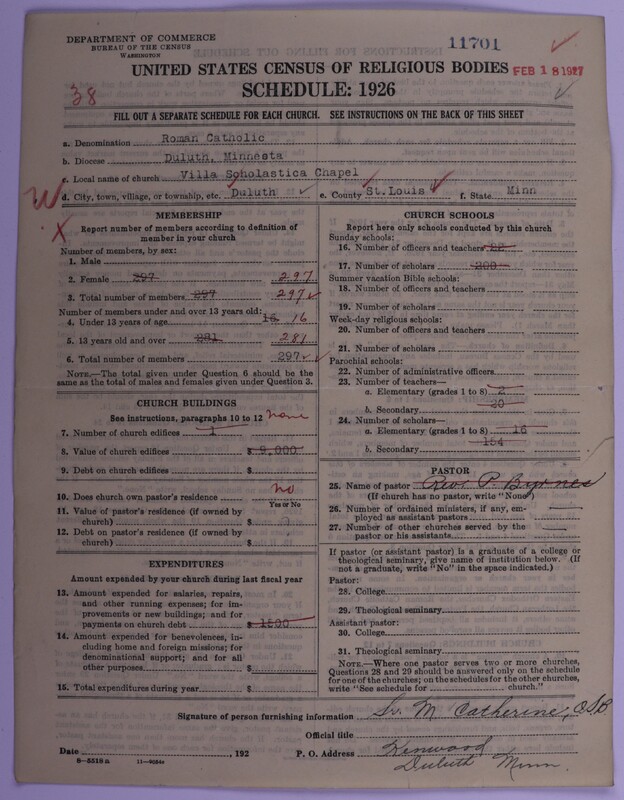 DEPARTMENT OF COMMERCE
BUREAU OF THE CENSUS
WASHINGTON
11701
UNITED STATES CENSUS OF RELIGIOUS BODIES FEB 18 1927
38
SCHEDULE: 1926
FILL OUT A SEPARATE SCHEDULE FOR EACH CHURCH. SEE INSTRUCTIONS ON THE BACK OF THIS SHEET
a. Denomination Roman Catholic
b. Diocese Duluth, Minnesta
c. Local name of church Villa Scholastica Chapel
d. City, town, village, or township, etc. Duluth e. County St. Louis f. State Minn
MEMBERSHIP
Report number of members according to definition of
member in your church
Number of members, by sex:
1. Male
2. Female 297 297
3. Total number of members 297 297
Number of members under and over 13 years old:
4. Under 13 years of age 16 16
5. 13 years old and over 281 281
6. Total number of members 297
NOTE.—The total given under Question 6 should be the
same as the total of males and females given under Question 3.
CHURCH BUILDINGS
See instructions, paragraphs 10 to 12 none
7. Number of church edifices 1
8. Value of church edifices $ 9,000
9. Debt on church edifices $
10. Does church own pastor's residence No
Yes or No
11. Value of pastor's residence (if owned by
church) $
12. Debt on pastor's residence (if owned by
church) $
EXPENDITURES
Amount expended by your church during last fiscal year
13. Amount expended for salaries, repairs,
and other running expenses; for im-
provements or new buildings; and for
payments on church debt $ 1500
14. Amount expended for benevolences, in-
cluding home and foreign missions; for
denominational support; and for all
other purposes $
15. Total expenditures during year $
CHURCH SCHOOLS
Report here only schools conducted by this church
Sunday schools:
16. Number of officers and teachers 22
17. Number of scholars 200
Summer vacation Bible schools:
18. Number of officers and teachers
19. Number of scholars
Week-day religious schools:
20. Number of officers and teachers
21. Number of scholars
Parochial schools:
22. Number of administrative officers
23. Number of teachers—
a. Elementary (grades 1 to 8) 2
b. Secondary 20
24. Number of scholars—
a. Elementary (grades 1 to 8) 16
b. Secondary 184
PASTOR
25. Name of pastor Rev. P. Byrnes
(If church has no pastor, write "None")
26. Number of ordained ministers, if any, em-
ployed as assistant pastors
27. Number of other churches served by the
pastor or his assistants
If pastor (or assistant pastor) is a graduate of a college or
theological seminary, give name of institution below. (If
not a graduate, write "No" in the space indicated.)
Pastor:
28. College
29. Theological seminary
Assistant pastor:
30. College
31. Theological seminary
NOTE.—Where one pastor serves two or more churches,
Questions 28 and 29 should be answered only on the schedule
for one of the churches; on the schedules for the other churches,
write "See schedule for church."
Signature of person furnishing information Sr. M Catherine, O.S.B.
Official title
Date , 192 P. O. Address Kenwood
Duluth Minn.
8—5518a